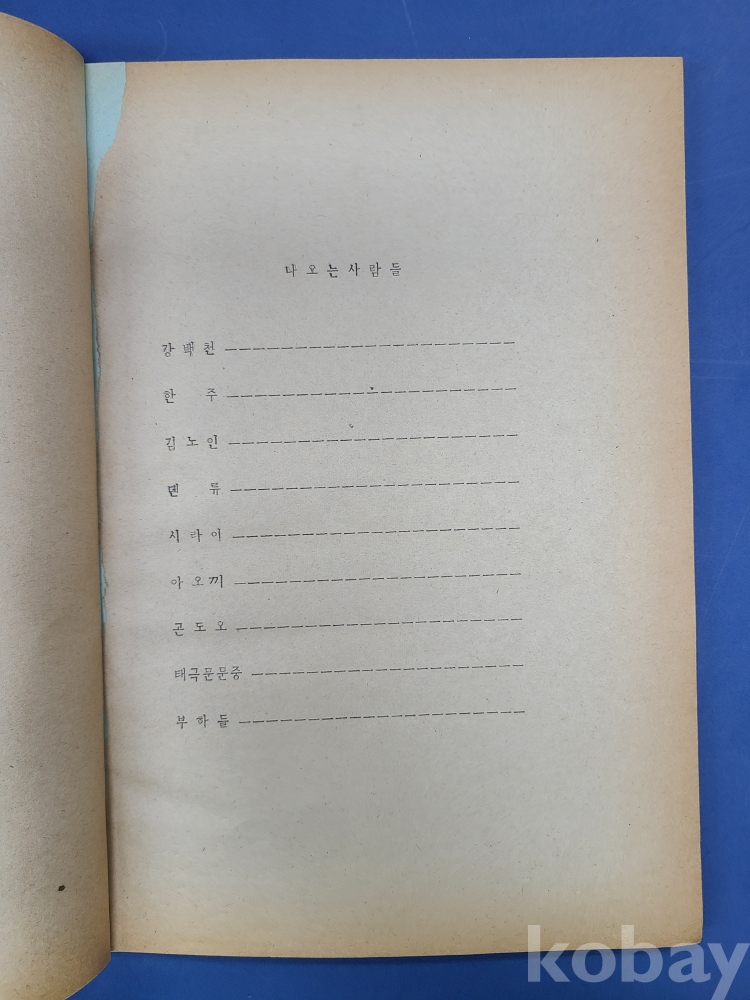 나오는사람들
강백천 ─────────────────────
한 주 ─────────────────────
김노인 ─────────────────────
덴 류 ─────────────────────
시라이 ─────────────────────
아오끼 ─────────────────────
곤도오 ─────────────────────
태극문문중 ────────────────────
부하들 ─────────────────────
kobay